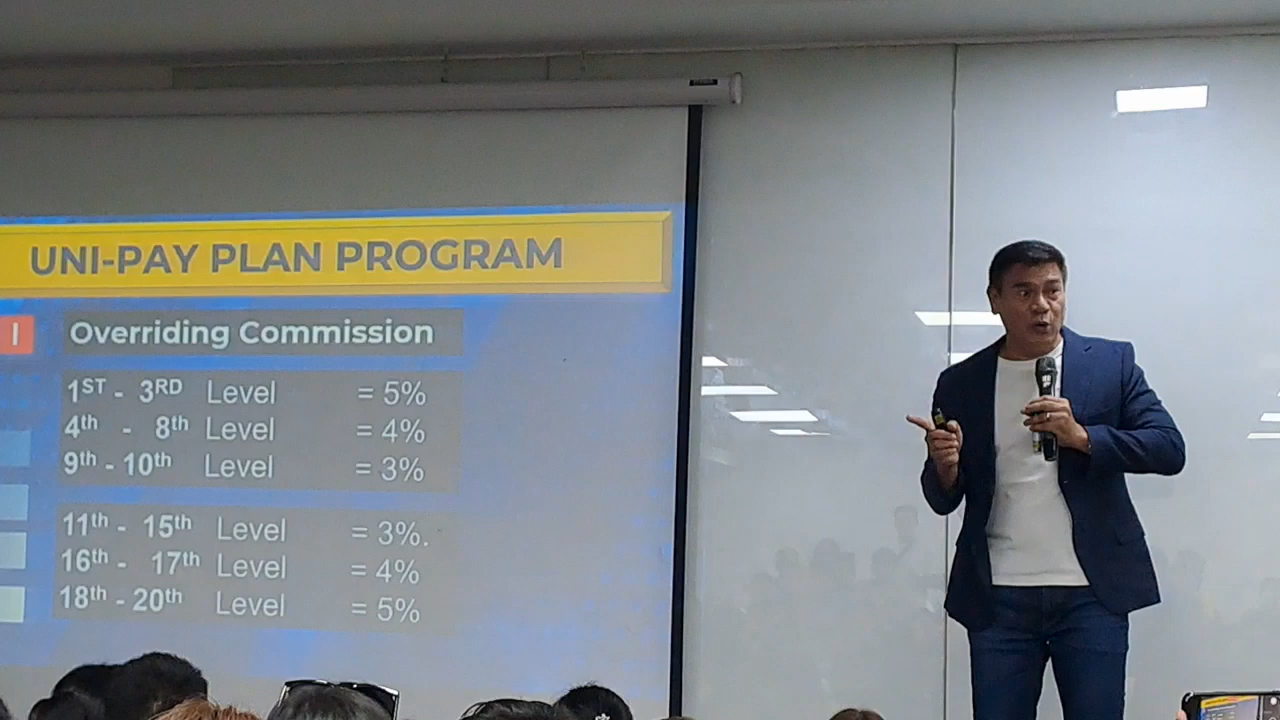 UNI-PAY PLAN PROGRAM
Overriding Commission
1ST - 3RD Level = 5%
4th - 8th Level = 4%
9th - 10th Level = 3%
11th - 15th Level = 3%.
16th - 17th Level = 4%
18th - 20th Level = 5%